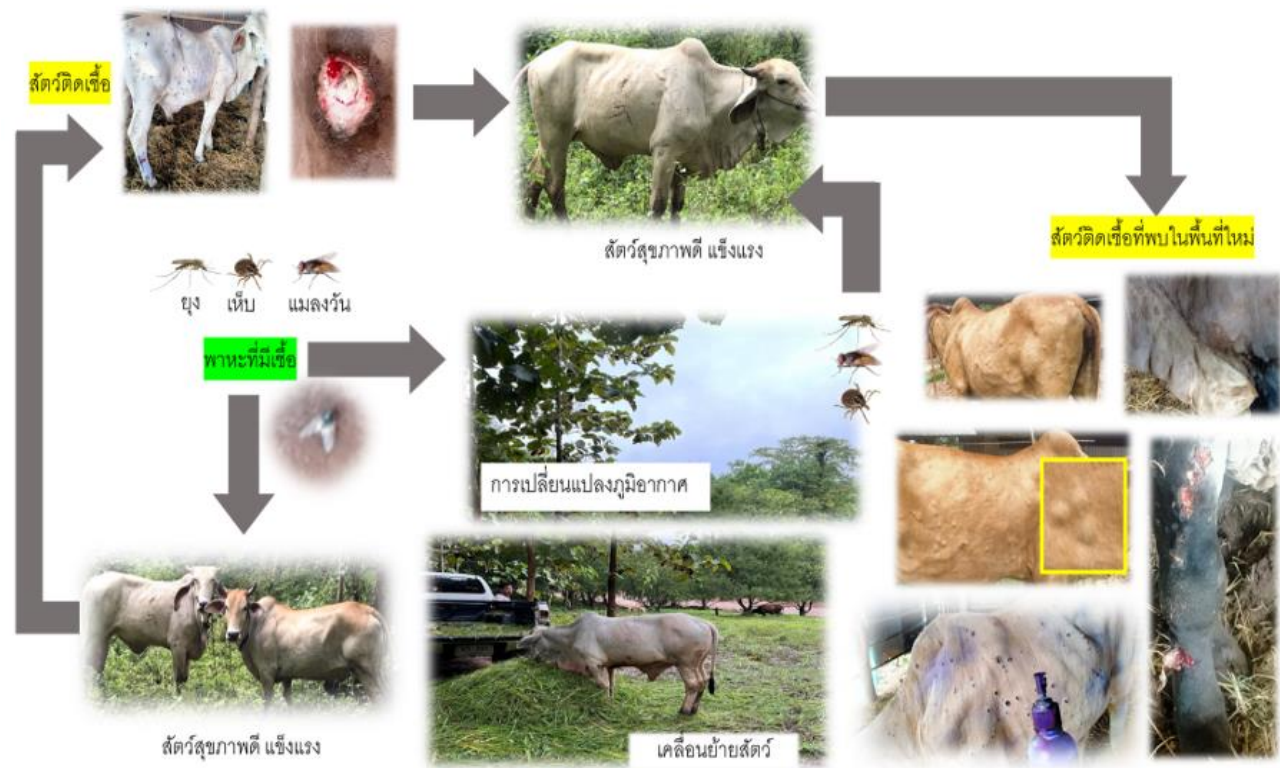 สัตว์ติดเชื้อ
สัตว์สุขภาพดี แข็งแรง
สัตว์ติดเชื้อที่พบในพื้นที่ใหม่
ยุง เห็บ แมลงวัน
พาหะที่มีเชื้อ
การเปลี่ยนแปลงภูมิอากาศ
สัตว์สุขภาพดี แข็งแรง
เคลื่อนย้ายสัตว์